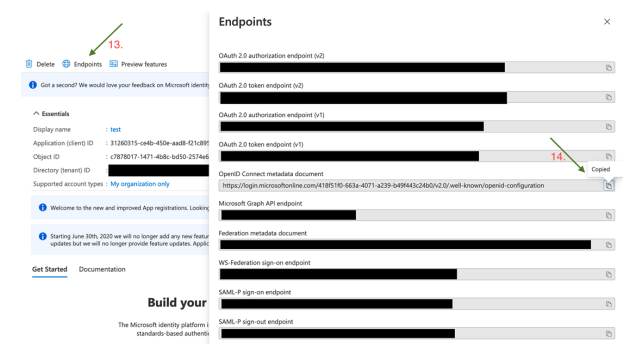 13.
Delete Endpoints Preview features
Got a second? We would love your feedback on Microsoft identity
Essentials
Display name : test
Application (client) ID : 31260315-ce4b-450e-aad8-f21c895
Object ID : c7878017-1471-4b8c-bd50-2574e6
Directory (tenant) ID :
Supported account types : My organization only
Welcome to the new and improved App registrations. Looking
Starting June 30th, 2020 we will no longer add any new featur
updates but we will no longer provide feature updates. Applic
Get Started Documentation
Build your
The Microsoft identity platform i
standards-based authenti
Endpoints
OAuth 2.0 authorization endpoint (v2)
OAuth 2.0 token endpoint (v2)
OAuth 2.0 authorization endpoint (v1)
OAuth 2.0 token endpoint (v1)
14.
Copied
OpenID Connect metadata document
https://login.microsoftonline.com/418f51f0-663a-4071-a239-b49f443c24b0/v2.0/.well-known/openid-configuration
Microsoft Graph API endpoint
Federation metadata document
WS-Federation sign-on endpoint
SAML-P sign-on endpoint
SAML-P sign-out endpoint